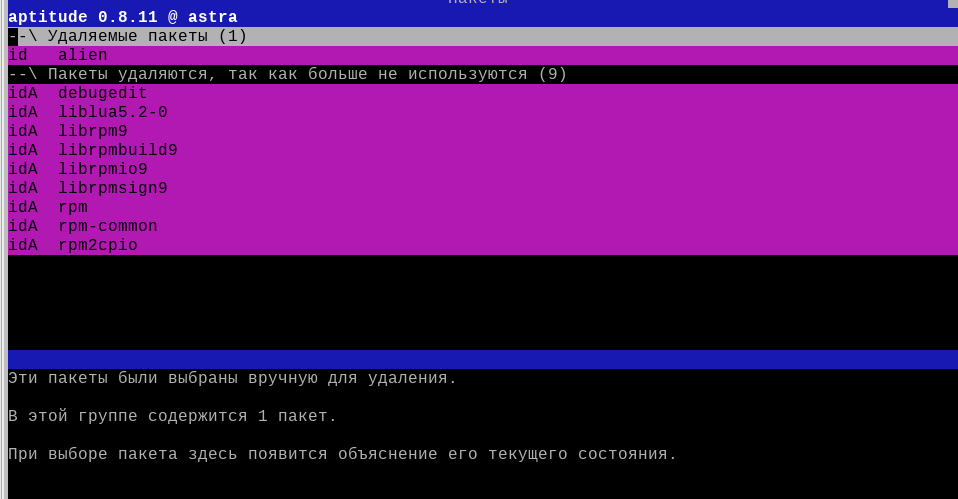 Пакеты
aptitude 0.8.11 @ astra
--\ Удаляемые пакеты (1)
id   alien
--\ Пакеты удаляются, так как больше не используются (9)
idA  debugedit
idA  liblua5.2-0
idA  librpm9
idA  librpmbuild9
idA  librpmio9
idA  librpmsign9
idA  rpm
idA  rpm-common
idA  rpm2cpio
Эти пакеты были выбраны вручную для удаления.
В этой группе содержится 1 пакет.
При выборе пакета здесь появится объяснение его текущего состояния.